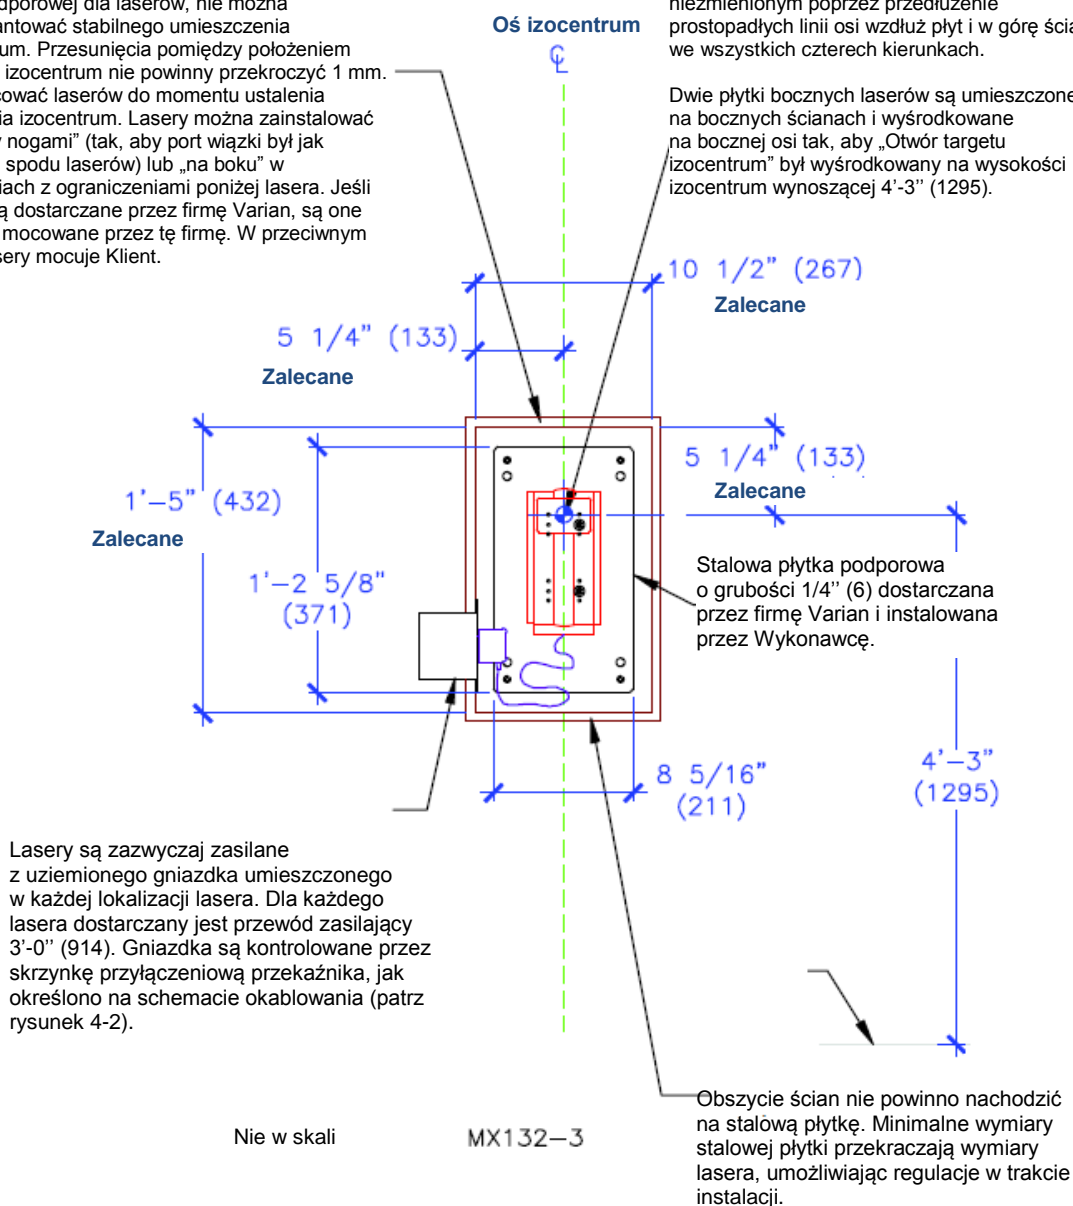 dporowej dla laserów, nie można
antować stabilnego umieszczenia
um. Przesunięcia pomiędzy położeniem
izocentrum nie powinny przekroczyć 1 mm.
ować laserów do momentu ustalenia
ia izocentrum. Lasery można zainstalować
nogami” (tak, aby port wiązki był jak
spodu laserów) lub „na boku” w
iach z ograniczeniami poniżej lasera. Jeśli
ą dostarczane przez firmę Varian, są one
mocowane przez tę firmę. W przeciwnym
sery mocuje Klient.
Oś izocentrum
niezmienionym poprzez przedłużenie
prostopadłych linii osi wzdłuż płyt i w górę ścia
we wszystkich czterech kierunkach.
Dwie płytki bocznych laserów są umieszczone
na bocznych ścianach i wyśrodkowane
na bocznej osi tak, aby „Otwór targetu
izocentrum” był wyśrodkowany na wysokości
izocentrum wynoszącej 4’-3’’ (1295).
10 1/2” (267)
Zalecane
5 1/4” (133)
Zalecane
5 1/4” (133)
Zalecane
1’–5” (432)
Zalecane
1’–2 5/8”
(371)
Stalowa płytka podporowa
o grubości 1/4’’ (6) dostarczana
przez firmę Varian i instalowana
przez Wykonawcę.
8 5/16”
(211)
4’–3”
(1295)
Lasery są zazwyczaj zasilane
z uziemionego gniazdka umieszczonego
w każdej lokalizacji lasera. Dla każdego
lasera dostarczany jest przewód zasilający
3’-0’’ (914). Gniazdka są kontrolowane przez
skrzynkę przyłączeniową przekaźnika, jak
określono na schemacie okablowania (patrz
rysunek 4-2).
Obszycie ścian nie powinno nachodzić
na stalową płytkę. Minimalne wymiary
stalowej płytki przekraczają wymiary
lasera, umożliwiając regulacje w trakcie
instalacji.
Nie w skali
MX132–3